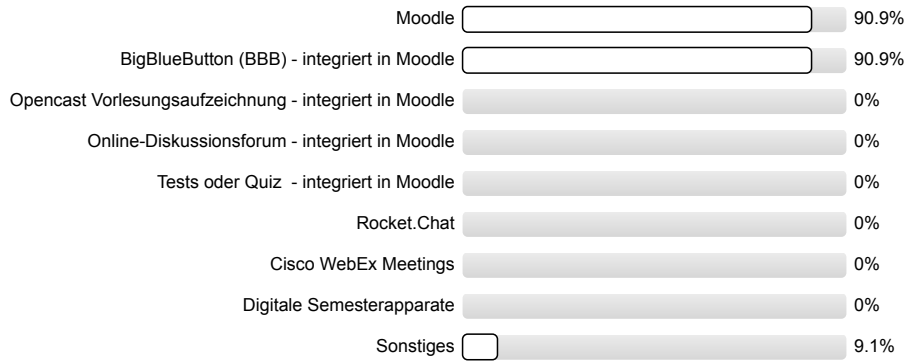 Moodle 90.9%
BigBlueButton (BBB) - integriert in Moodle 90.9%
Opencast Vorlesungsaufzeichnung - integriert in Moodle 0%
Online-Diskussionsforum - integriert in Moodle 0%
Tests oder Quiz  - integriert in Moodle 0%
Rocket.Chat 0%
Cisco WebEx Meetings 0%
Digitale Semesterapparate 0%
Sonstiges 9.1%